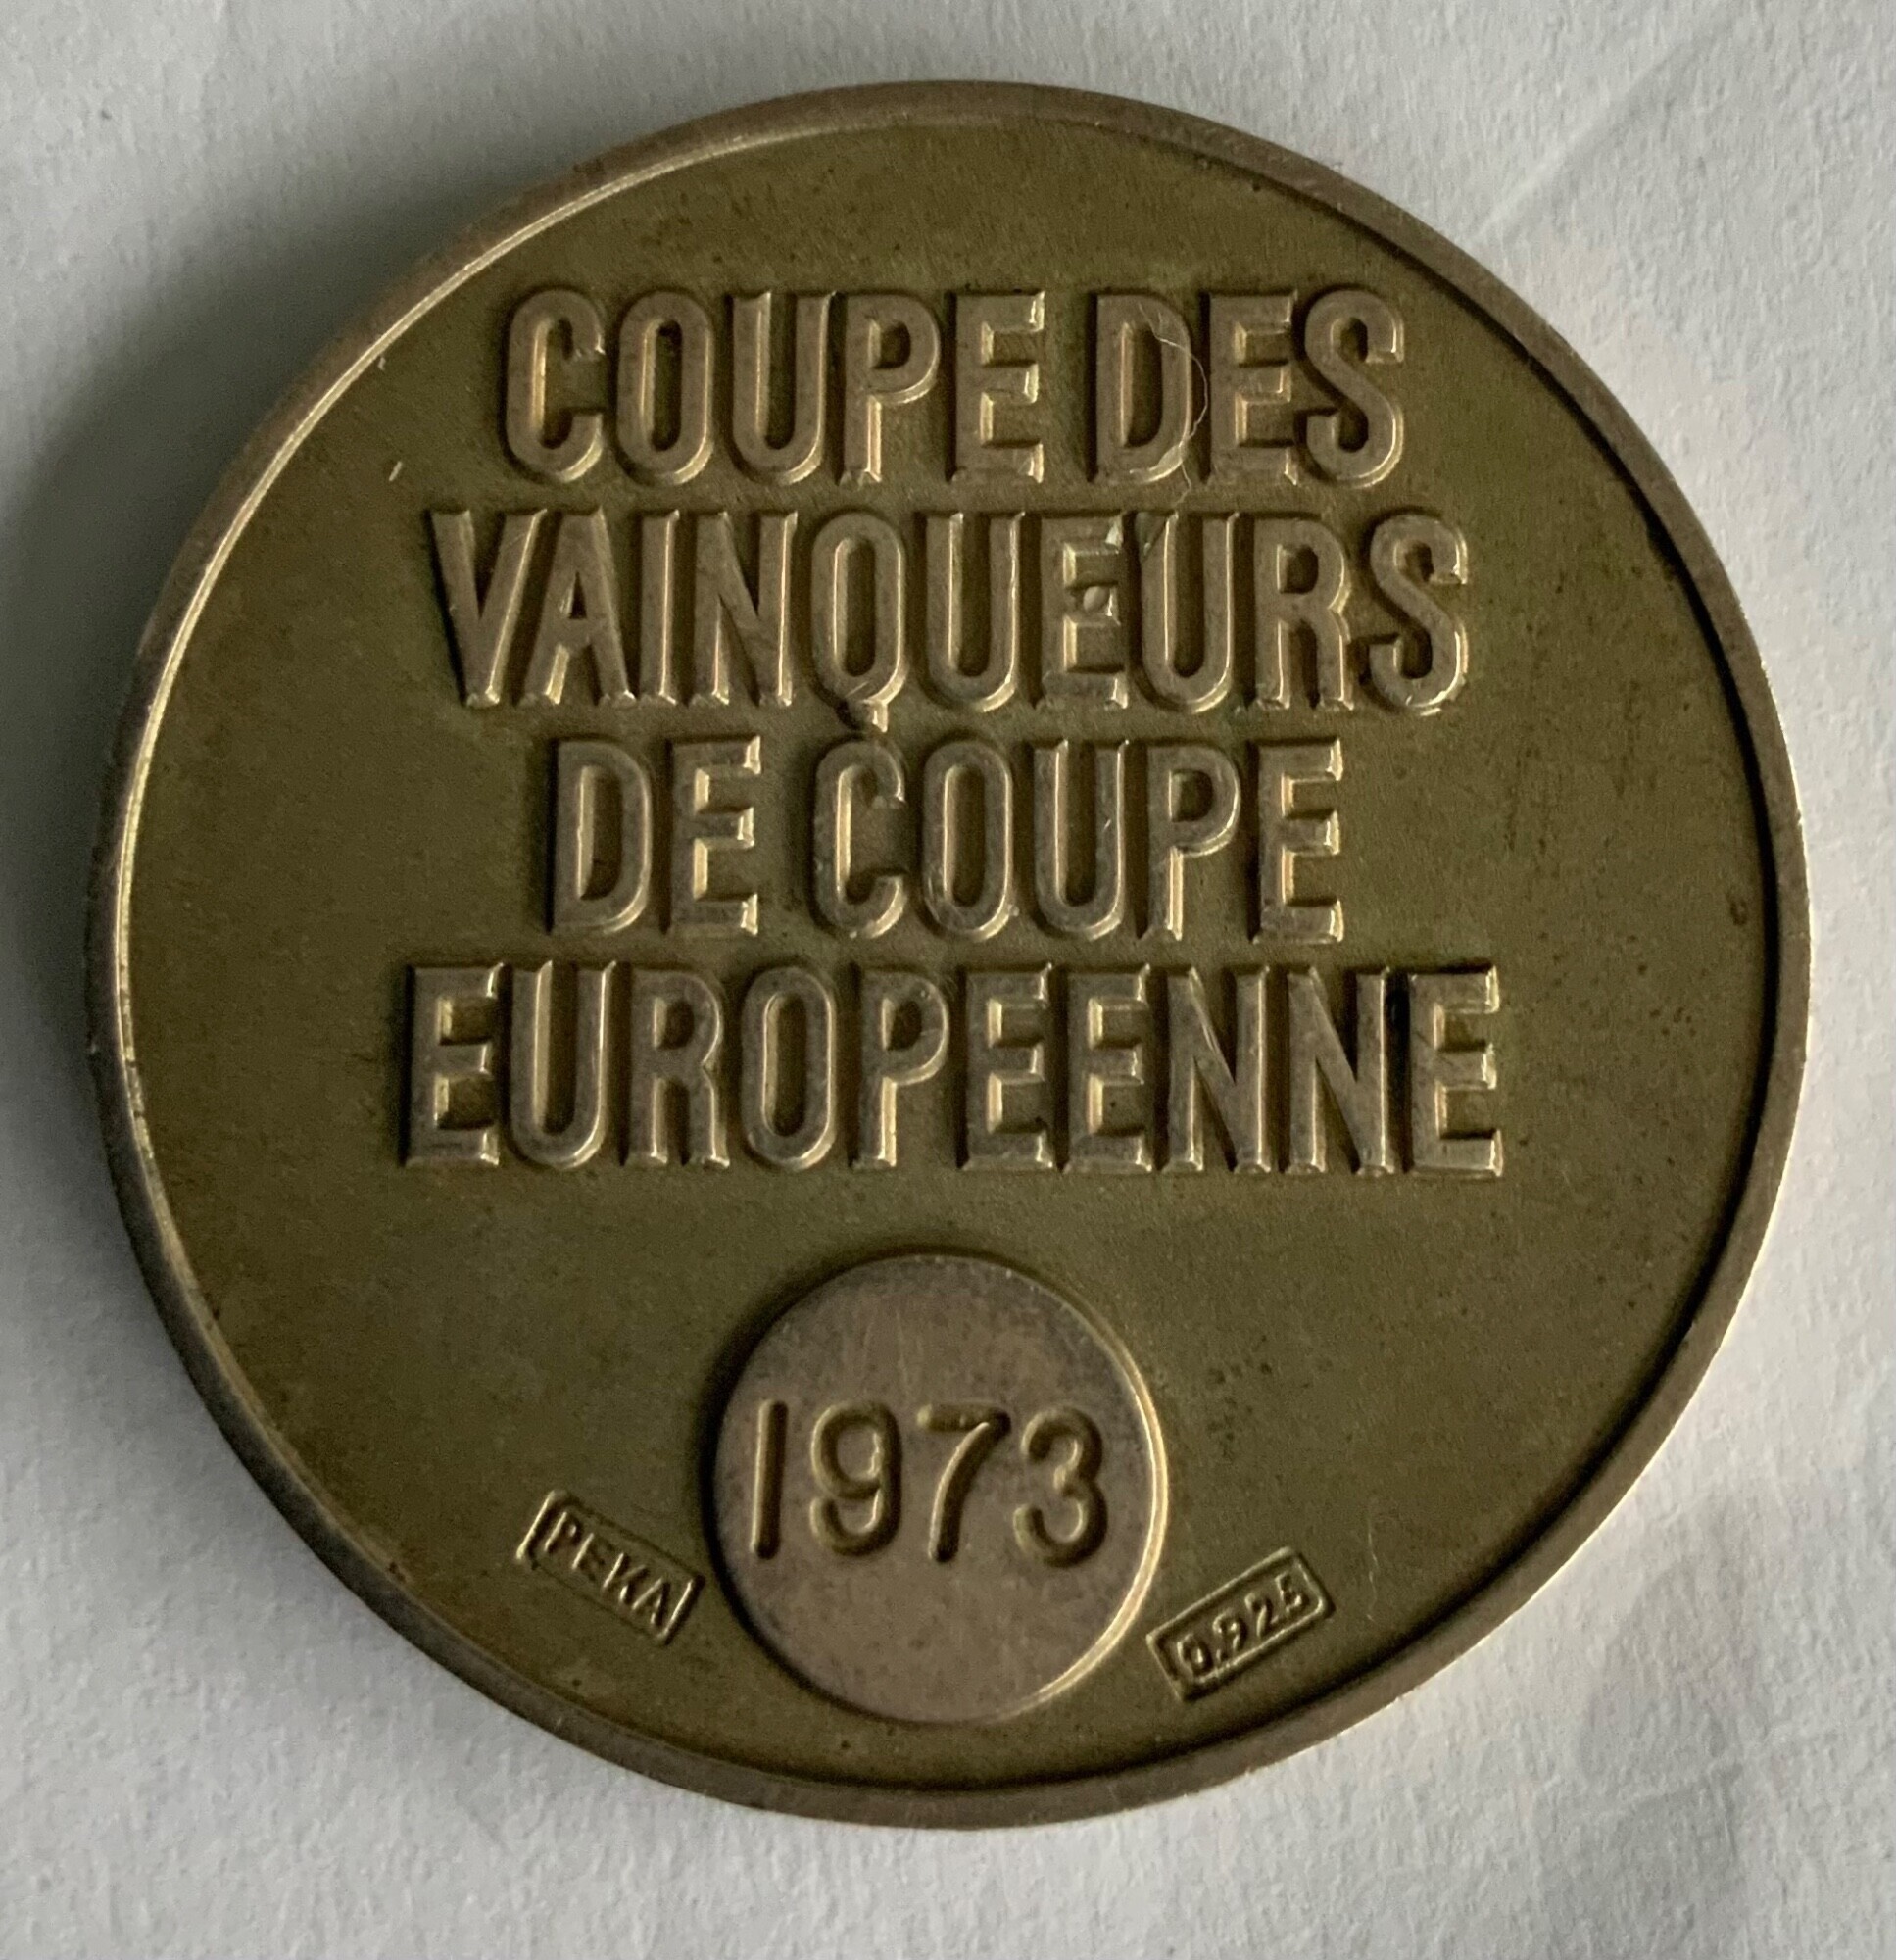 COUPE DES
VAINQUEURS
DE COUPE
EUROPEENNE
1973
PEKA
0.925